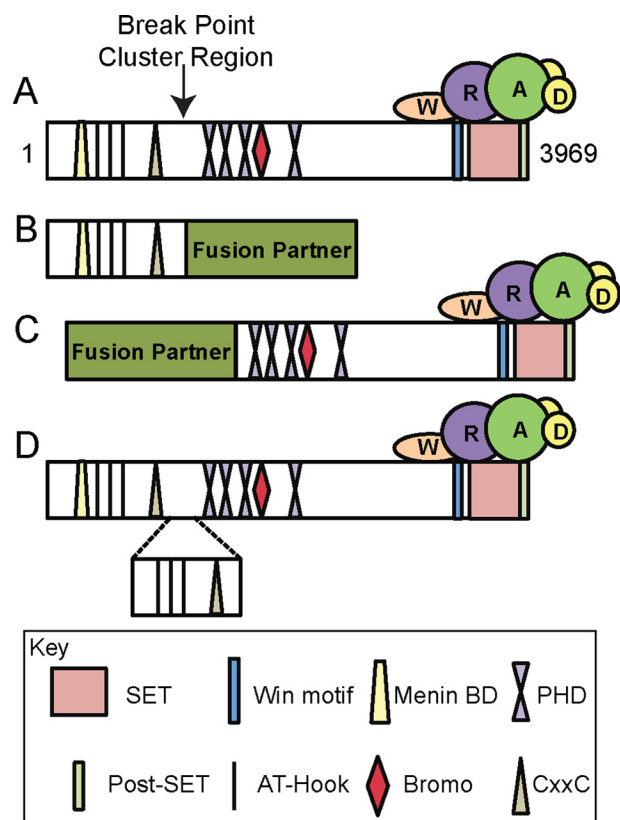 Break Point
Cluster Region
A
W R A D
1 3969
B
Fusion Partner
W R A D
C
Fusion Partner
W R A D
D
Key
SET Win motif Menin BD PHD
Post-SET AT-Hook Bromo CxxC